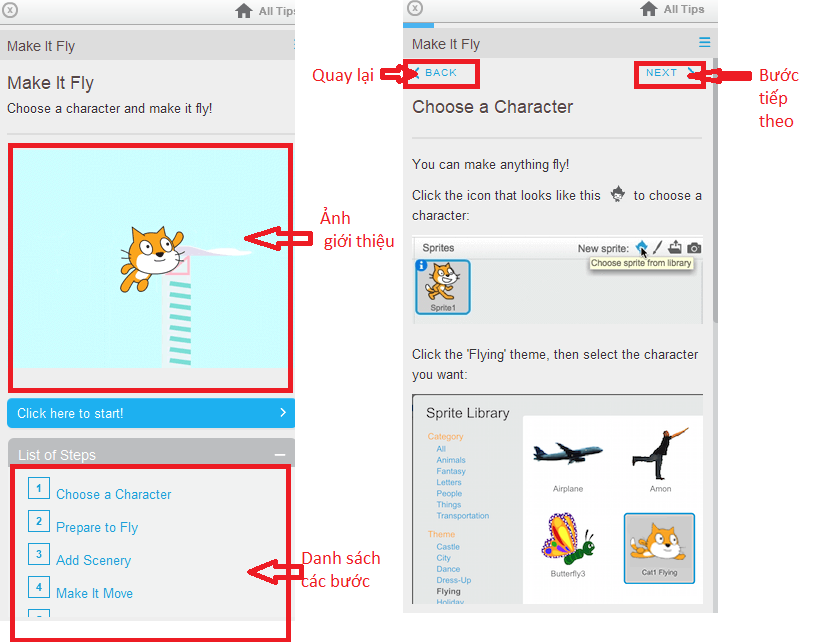 All Tips
Make It Fly
Make It Fly
Choose a character and make it fly!
Ảnh
giới thiệu
Click here to start!
List of Steps
1 Choose a Character
2 Prepare to Fly
3 Add Scenery
4 Make It Move
Danh sách
các bước
All Tips
Make It Fly
Quay lại
BACK
NEXT
Bước
tiếp
theo
Choose a Character
You can make anything fly!
Click the icon that looks like this to choose a
character:
Sprites
New sprite:
Choose sprite from library
Sprite1
Click the 'Flying' theme, then select the character
you want:
Sprite Library
Category
All
Animals
Fantasy
Letters
People
Things
Transportation
Theme
Castle
City
Dance
Dress-Up
Flying
Holiday
Airplane
Amon
Butterfly3
Cat1 Flying